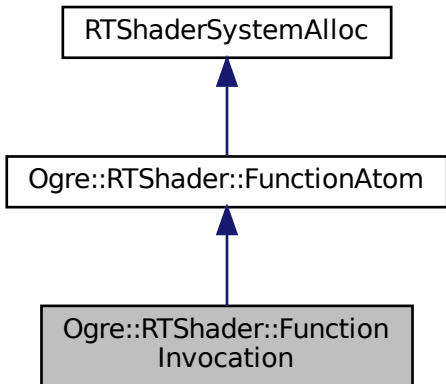 RTShaderSystemAlloc
Ogre::RTShader::FunctionAtom
Ogre::RTShader::Function
Invocation